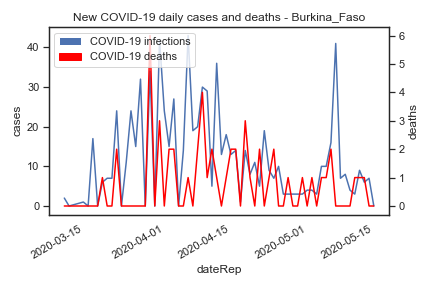 New COVID-19 daily cases and deaths - Burkina_Faso
COVID-19 infections
COVID-19 deaths
cases
40
30
20
10
0
deaths
6
5
4
3
2
1
0
2020-03-15
2020-04-01
2020-04-15
2020-05-01
2020-05-15
dateRep